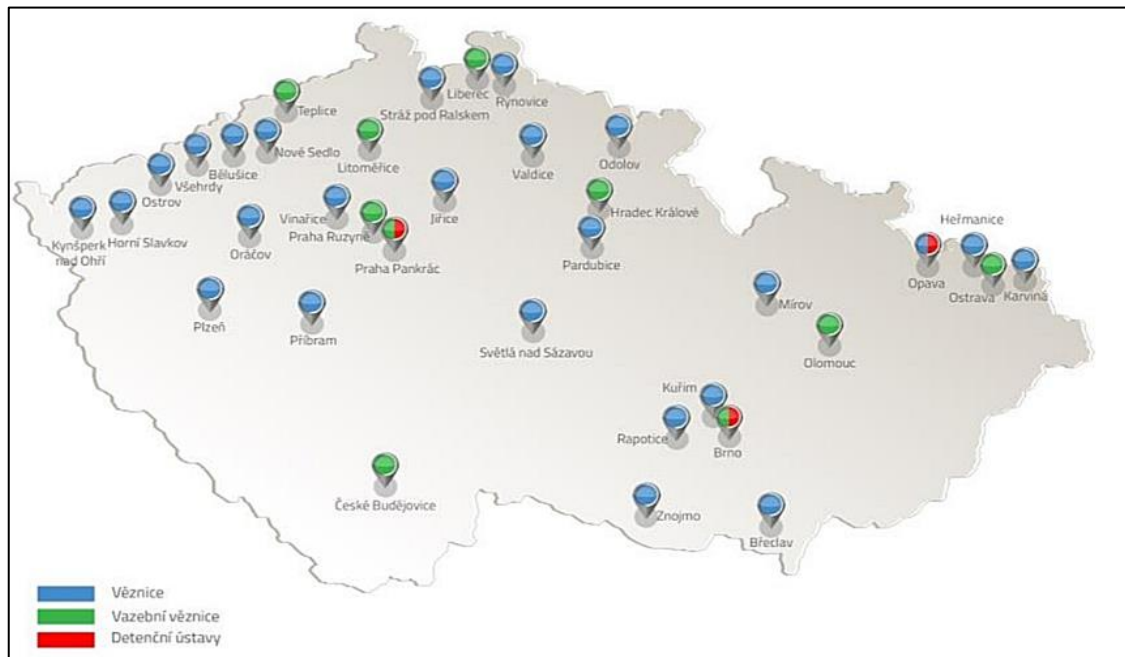 Liberec
Rynovice
Stráž pod Ralskem
Teplice
Nové Sedlo
Litoměřice
Valdice
Odolov
Bělušice
Všehrdy
Ostrov
Jiřice
Hradec Králové
Vinařice
Praha Ruzyně
Heřmanice
Kynšperk
nad Ohří
Horní Slavkov
Oráčov
Praha Pankrác
Pardubice
Opava
Ostrava
Karviná
Mírov
Plzeň
Příbram
Světlá nad Sázavou
Olomouc
Kuřim
Rapotice
Brno
České Budějovice
Znojmo
Břeclav
Věznice
Vazební věznice
Detenční ústavy